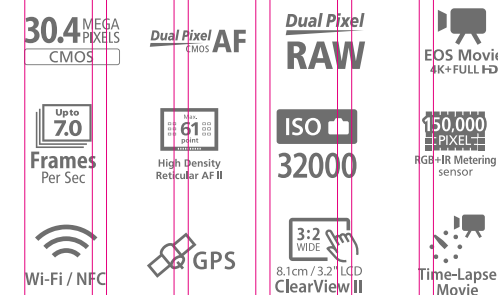 30.4 MEGA PIXELS
CMOS
Dual Pixel
CMOS AF
Dual Pixel
RAW
EOS Movie
4K+FULL HD
Up to
7.0
Frames
Per Sec
Max.
61
point
High Density
Reticular AF II
ISO
32000
150,000
PIXEL
RGB+IR Metering
sensor
Wi-Fi / NFC
GPS
3:2
WIDE
8.1cm / 3.2" LCD
ClearView II
Time-Lapse
Movie